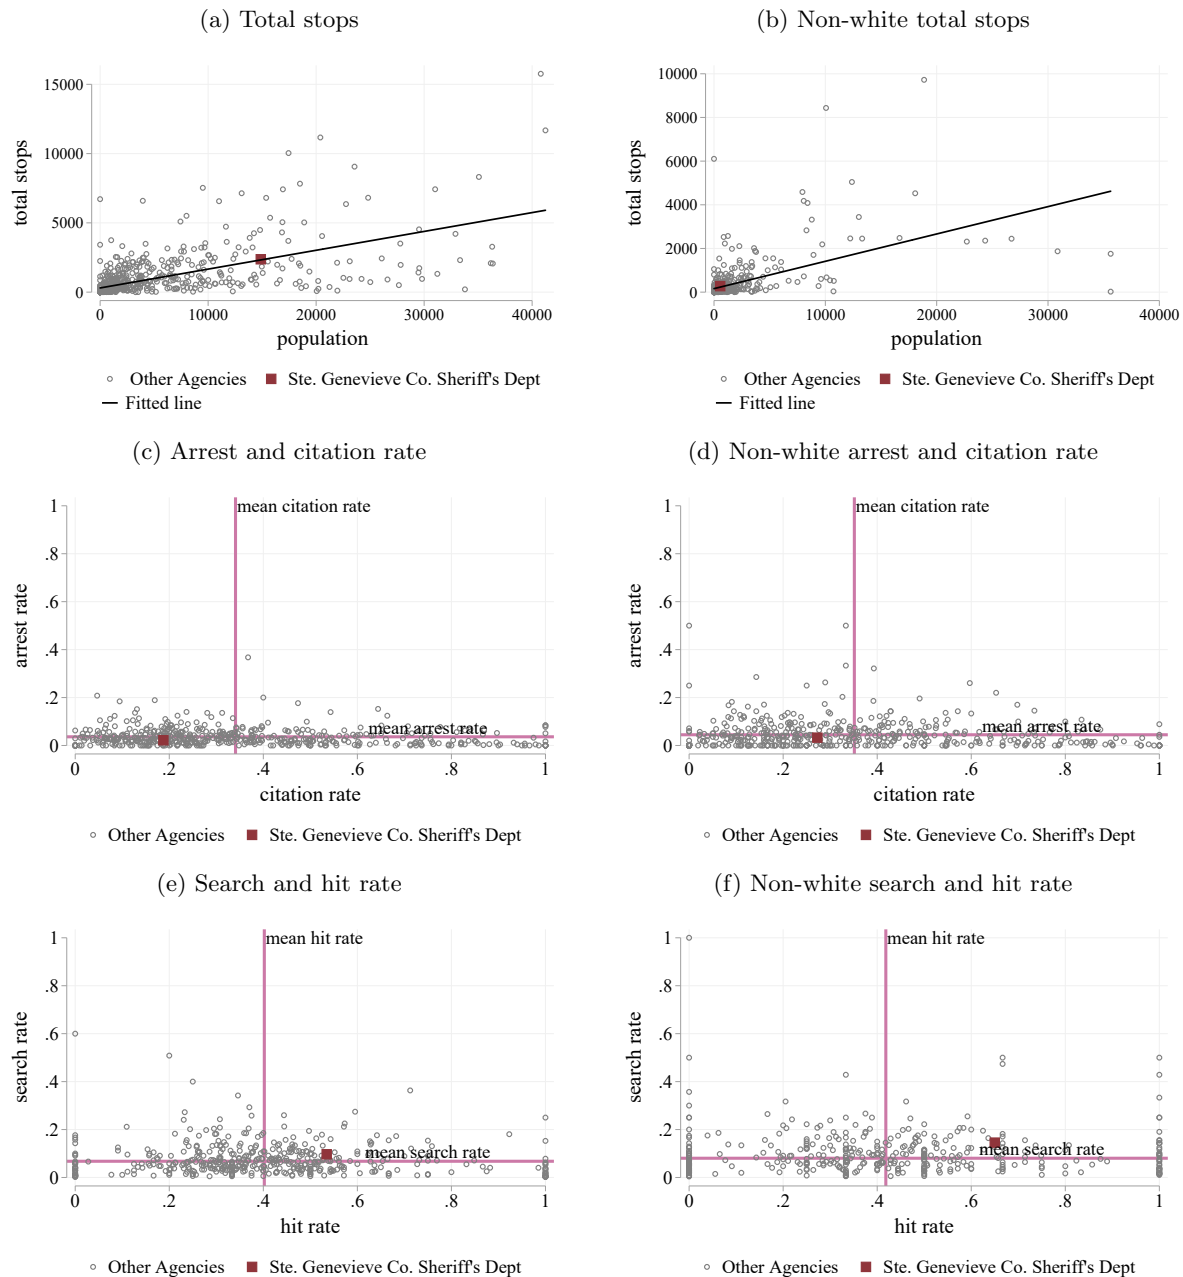 (a) Total stops
(b) Non-white total stops
total stops
15000
10000
5000
0
0 10000 20000 30000 40000
population
Other Agencies Ste. Genevieve Co. Sheriff's Dept
Fitted line
total stops
10000
8000
6000
4000
2000
0
0 10000 20000 30000 40000
population
Other Agencies Ste. Genevieve Co. Sheriff's Dept
Fitted line
(c) Arrest and citation rate
(d) Non-white arrest and citation rate
arrest rate
1
.8
.6
.4
.2
0
mean citation rate
mean arrest rate
0 .2 .4 .6 .8 1
citation rate
Other Agencies Ste. Genevieve Co. Sheriff's Dept
arrest rate
1
.8
.6
.4
.2
0
mean citation rate
mean arrest rate
0 .2 .4 .6 .8 1
citation rate
Other Agencies Ste. Genevieve Co. Sheriff's Dept
(e) Search and hit rate
(f) Non-white search and hit rate
search rate
1
.8
.6
.4
.2
0
mean hit rate
mean search rate
0 .2 .4 .6 .8 1
hit rate
Other Agencies Ste. Genevieve Co. Sheriff's Dept
search rate
1
.8
.6
.4
.2
0
mean hit rate
mean search rate
0 .2 .4 .6 .8 1
hit rate
Other Agencies Ste. Genevieve Co. Sheriff's Dept